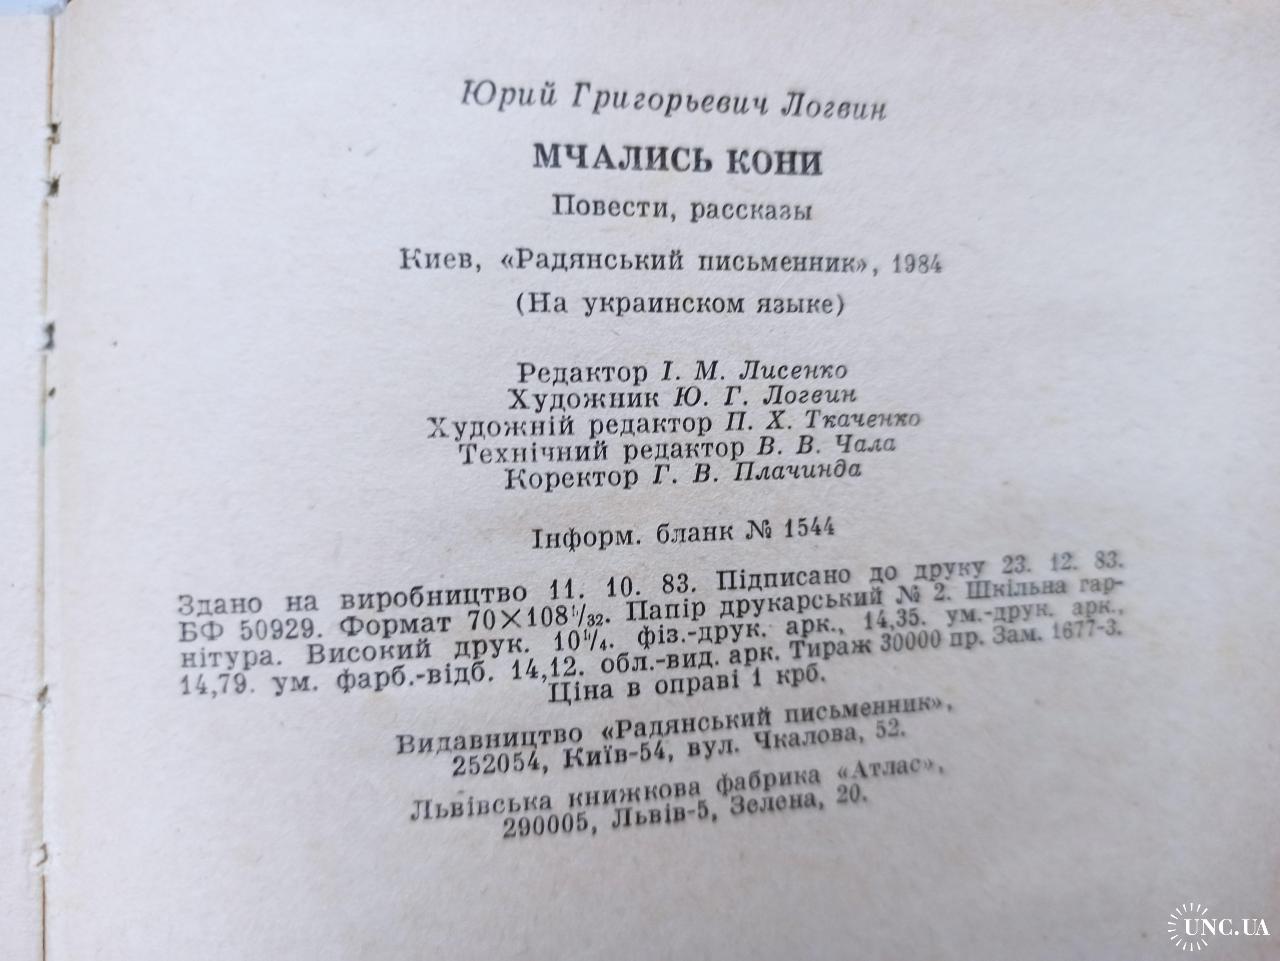 Юрий Григорьевич Логвин
МЧАЛИСЬ КОНИ
Повести, рассказы
Киев, «Радянський письменник», 1984
(На украинском языке)
Редактор І. М. Лисенко
Художник Ю. Г. Логвин
Художній редактор П. Х. Ткаченко
Технічний редактор В. В. Чала
Коректор Г. В. Плачинда
Інформ. бланк № 1544
Здано на виробництво 11. 10. 83. Підписано до друку 23. 12. 83.
БФ 50929. Формат 70×108¹/₃₂. Папір друкарський № 2. Шкільна гар-
нітура. Високий друк. 10¹/₄. фіз.-друк. арк., 14,35. ум.-друк. арк.,
14,79. ум. фарб.-відб. 14,12. обл.-вид. арк. Тираж 30000 пр. Зам. 1677-3.
Ціна в оправі 1 крб.
Видавництво «Радянський письменник»,
252054, Київ-54, вул. Чкалова, 52.
Львівська книжкова фабрика «Атлас»,
290005, Львів-5, Зелена, 20.
UNC.UA